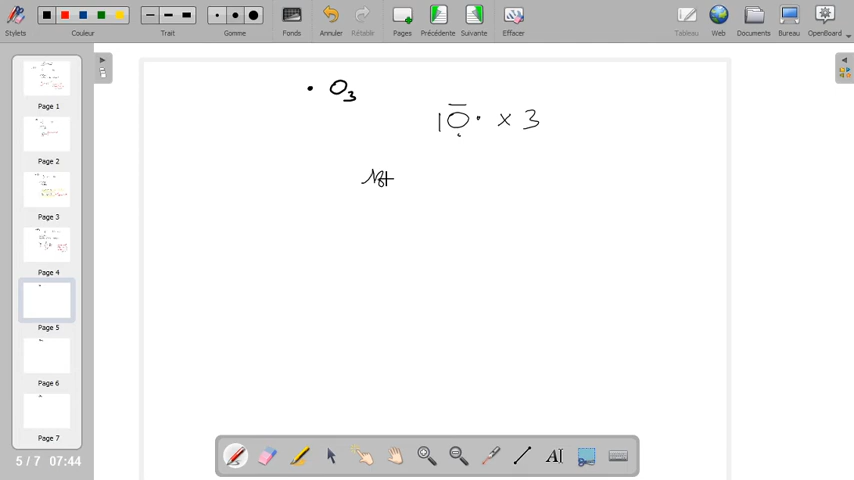 Stylets
Couleur
Trait
Gomme
Fonds
Annuler
Rétablir
Pages
Précédente
Suivante
Effacer
Tableau
Web
Documents
Bureau
OpenBoard
Page 1
Page 2
Page 3
Page 4
Page 5
Page 6
Page 7
5 / 7 07:44
• O₃
|O̅· × 3